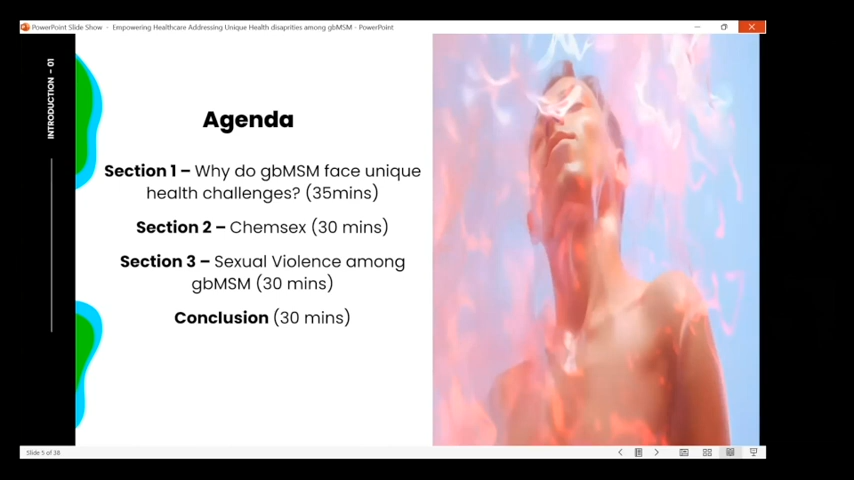 PowerPoint Slide Show - Empowering Healthcare Addressing Unique Health disaprities among gbMSM - PowerPoint
INTRODUCTION - 01
Agenda
Section 1 – Why do gbMSM face unique
health challenges? (35mins)
Section 2 – Chemsex (30 mins)
Section 3 – Sexual Violence among
gbMSM (30 mins)
Conclusion (30 mins)
Slide 5 of 38